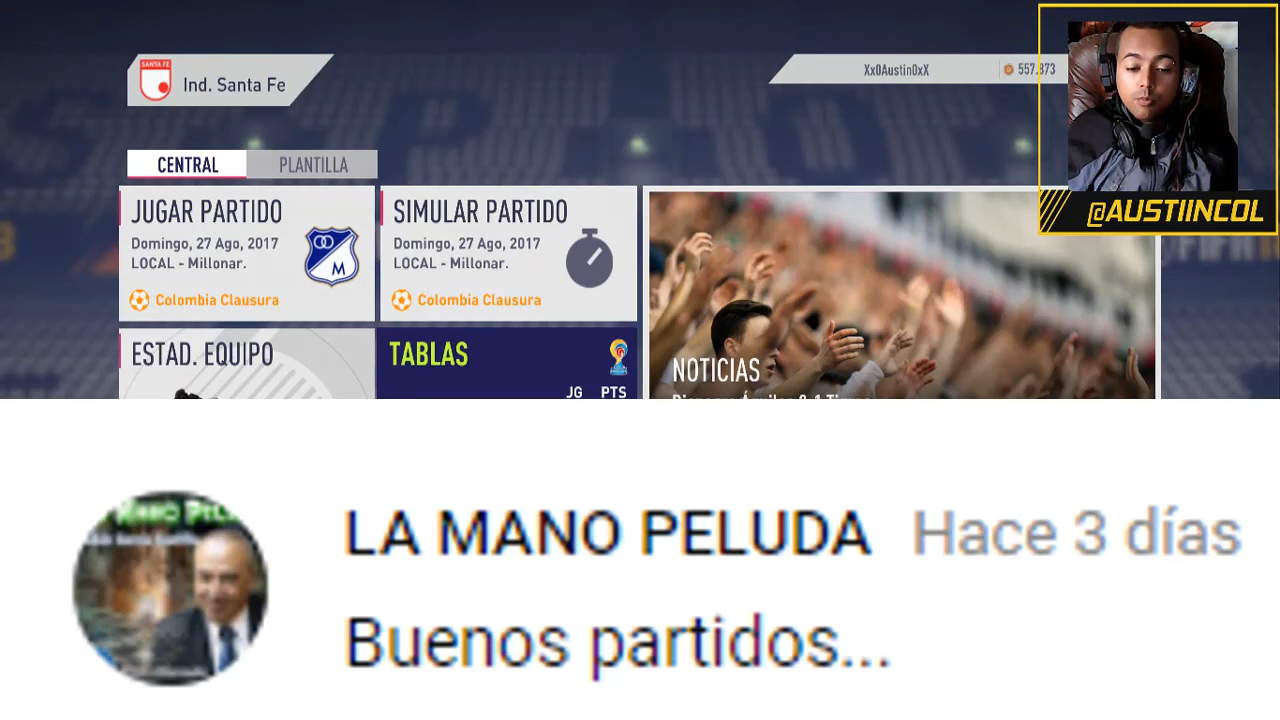 SANTA FE
Ind. Santa Fe
Xx0Austin0xX
557.373
CENTRAL
PLANTILLA
@AUSTIINCOL
JUGAR PARTIDO
Domingo, 27 Ago, 2017
LOCAL - Millonar.
Colombia Clausura
SIMULAR PARTIDO
Domingo, 27 Ago, 2017
LOCAL - Millonar.
Colombia Clausura
M
ESTAD. EQUIPO
TABLAS
JG PTS
NOTICIAS
LA MANO PELUDA Hace 3 días
Buenos partidos...